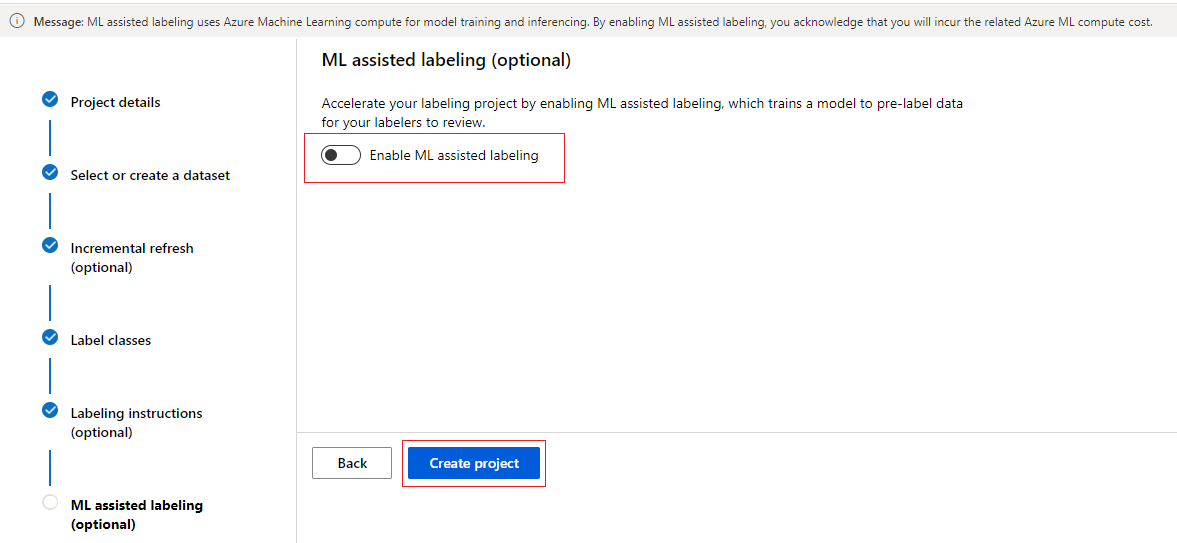 Message: ML assisted labeling uses Azure Machine Learning compute for model training and inferencing. By enabling ML assisted labeling, you acknowledge that you will incur the related Azure ML compute cost.
Project details
Select or create a dataset
Incremental refresh
(optional)
Label classes
Labeling instructions
(optional)
ML assisted labeling
(optional)
ML assisted labeling (optional)
Accelerate your labeling project by enabling ML assisted labeling, which trains a model to pre-label data
for your labelers to review.
Enable ML assisted labeling
Back
Create project